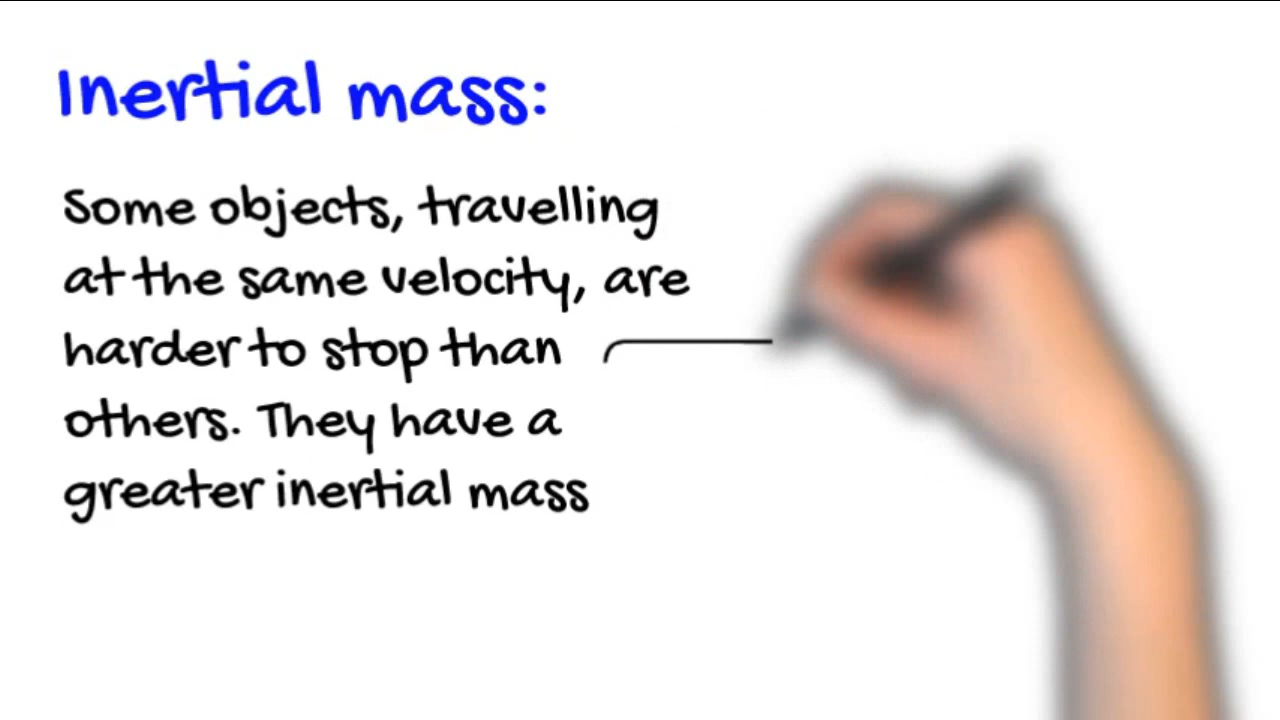 Inertial mass:
Some objects, travelling
at the same velocity, are
harder to stop than
others. They have a
greater inertial mass